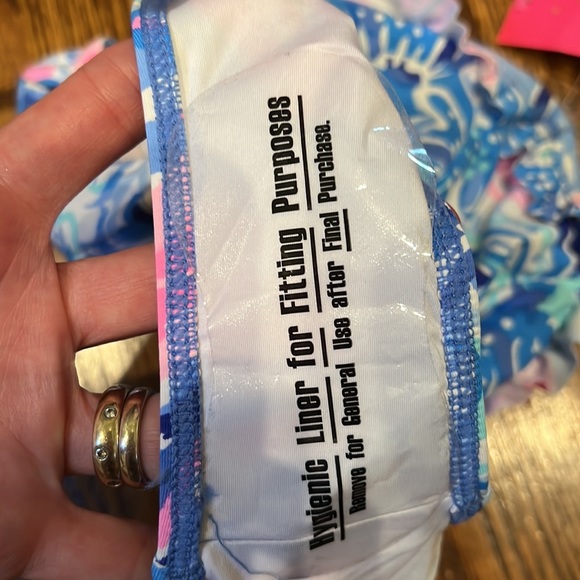 Hygienic Liner for Fitting Purposes
Remove for General Use after Final Purchase.